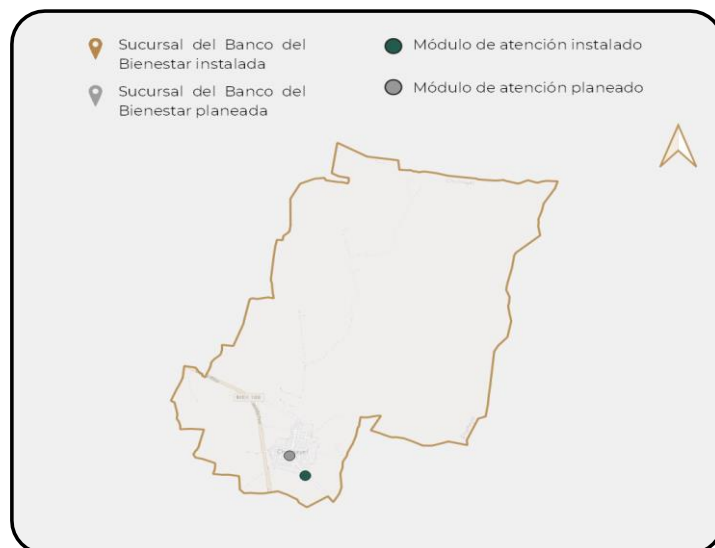 Sucursal del Banco del
Bienestar instalada
Sucursal del Banco del
Bienestar planeada
Módulo de atención instalado
Módulo de atención planeado